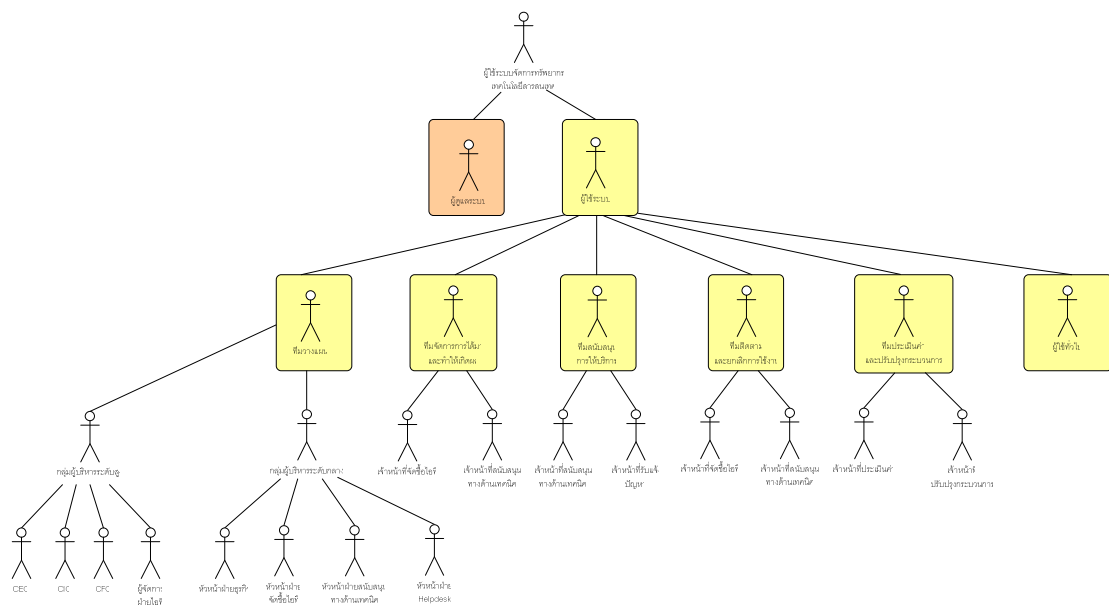 ผู้ใช้ระบบจัดการทรัพยากร
เทคโนโลยีสารสนเทศ
ผู้ดูแลระบบ
ผู้ใช้ระบบ
ทีมวางแผน
ทีมจัดการการได้มา
และทำให้เกิดผล
ทีมสนับสนุน
การให้บริการ
ทีมติดตาม
และยกเลิกการใช้งาน
ทีมประเมินค่า
และปรับปรุงกระบวนการ
ผู้ใช้ทั่วไป
กลุ่มผู้บริหารระดับสูง
กลุ่มผู้บริหารระดับกลาง
เจ้าหน้าที่จัดซื้อไอที
เจ้าหน้าที่สนับสนุน
ทางด้านเทคนิค
เจ้าหน้าที่สนับสนุน
ทางด้านเทคนิค
เจ้าหน้าที่รับแจ้ง
ปัญหา
เจ้าหน้าที่จัดซื้อไอที
เจ้าหน้าที่สนับสนุน
ทางด้านเทคนิค
เจ้าหน้าที่ประเมินค่า
เจ้าหน้าที่
ปรับปรุงกระบวนการ
CEO
CIO
CFO
ผู้จัดการ
ฝ่ายไอที
หัวหน้าฝ่ายธุรกิจ
หัวหน้าฝ่าย
จัดซื้อไอที
หัวหน้าฝ่ายสนับสนุน
ทางด้านเทคนิค
หัวหน้าฝ่าย
Helpdesk